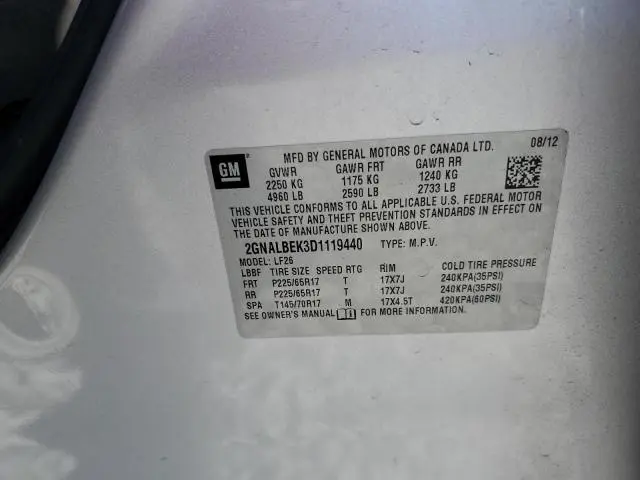 GM
MFD BY GENERAL MOTORS OF CANADA LTD. 08/12
GVWR GAWR FRT GAWR RR
2250 KG 1175 KG 1240 KG
4960 LB 2590 LB 2733 LB
THIS VEHICLE CONFORMS TO ALL APPLICABLE U.S. FEDERAL MOTOR
VEHICLE SAFETY AND THEFT PREVENTION STANDARDS IN EFFECT ON
THE DATE OF MANUFACTURE SHOWN ABOVE.
2GNALBEK3D1119440 TYPE: M.P.V.
MODEL: LF26
LBBF TIRE SIZE SPEED RTG RIM COLD TIRE PRESSURE
FRT P225/65R17 T 17X7J 240KPA(35PSI)
RR P225/65R17 T 17X7J 240KPA(35PSI)
SPA T145/70R17 M 17X4.5T 420KPA(60PSI)
SEE OWNER'S MANUAL FOR MORE INFORMATION.